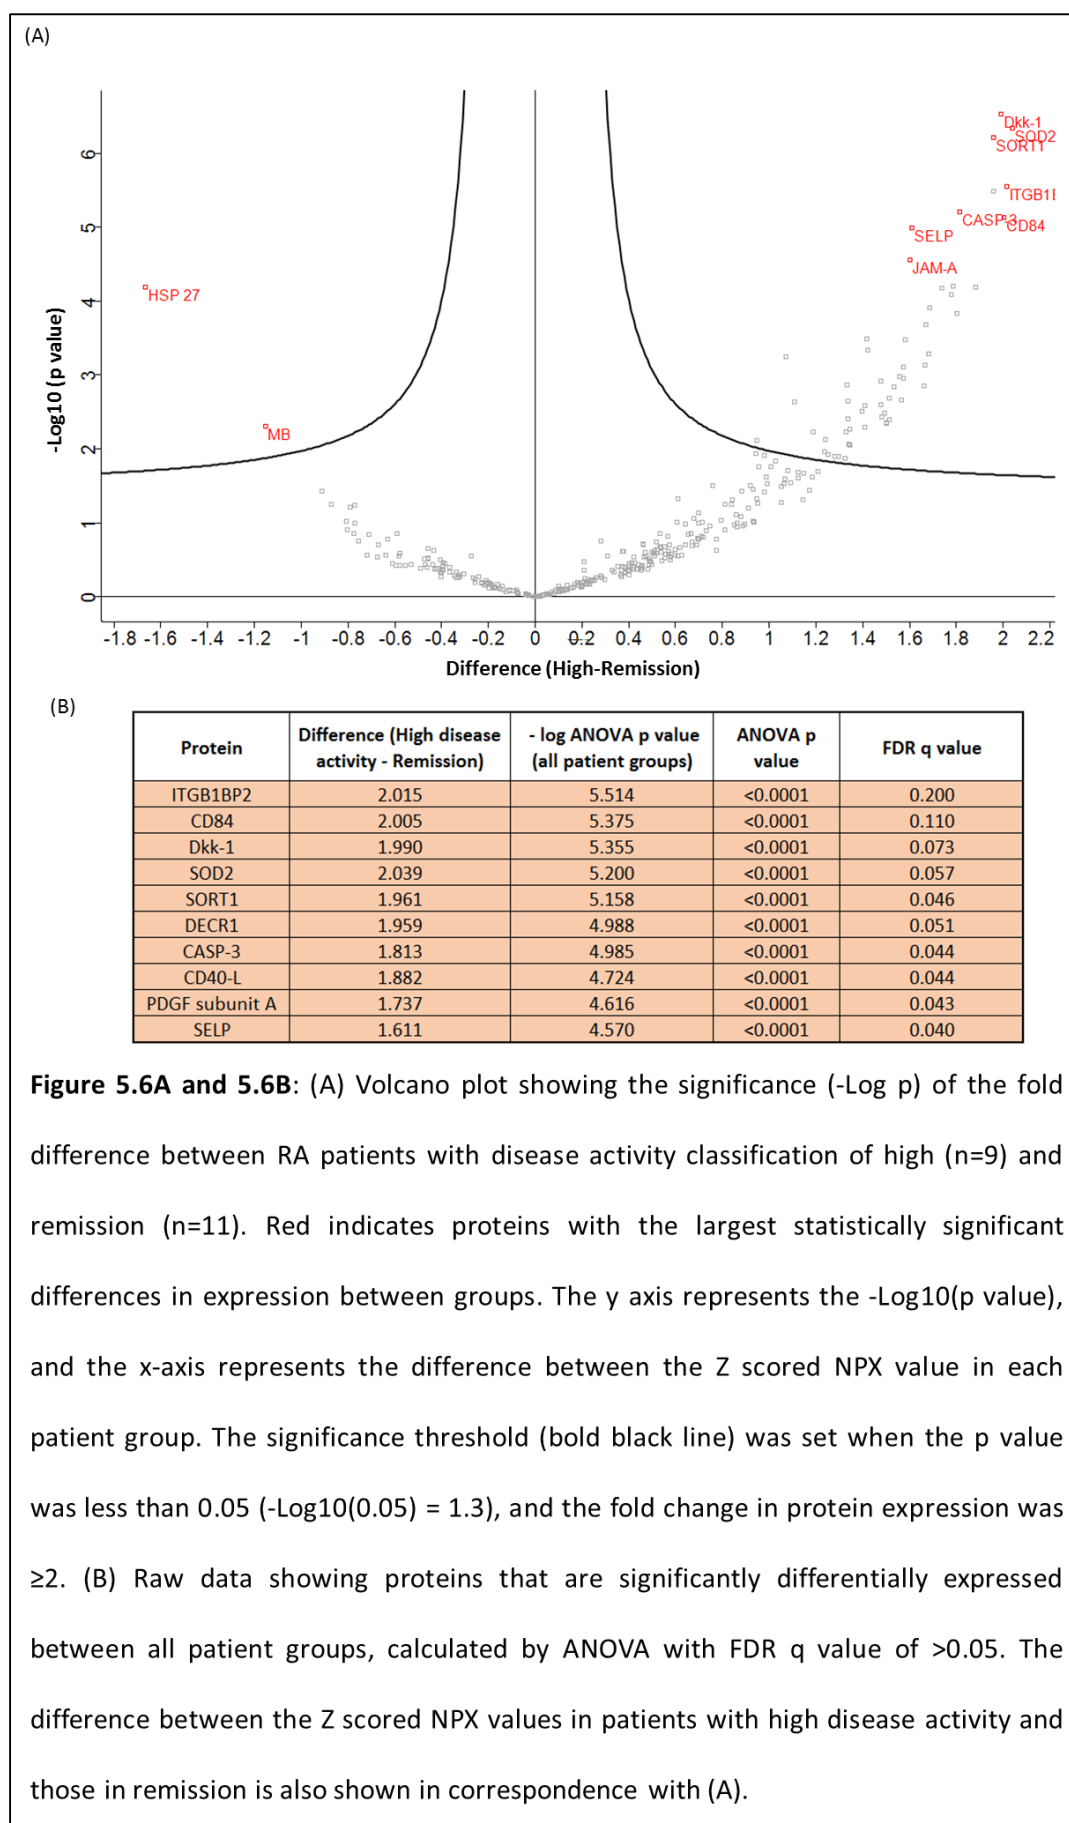 (A)
Dkk-1
SOD2
SORT1
ITGB1
CASP-3
CD84
SELP
JAM-A
HSP 27
MB
-Log10 (p value)
6
5
4
3
2
1
0
-1.8 -1.6 -1.4 -1.2 -1 -0.8 -0.6 -0.4 -0.2 0 0.2 0.4 0.6 0.8 1 1.2 1.4 1.6 1.8 2 2.2
Difference (High-Remission)
(B)
Protein Difference (High disease activity - Remission) - log ANOVA p value (all patient groups) ANOVA p value FDR q value
ITGB1BP2 2.015 5.514 <0.0001 0.200
CD84 2.005 5.375 <0.0001 0.110
Dkk-1 1.990 5.355 <0.0001 0.073
SOD2 2.039 5.200 <0.0001 0.057
SORT1 1.961 5.158 <0.0001 0.046
DECR1 1.959 4.988 <0.0001 0.051
CASP-3 1.813 4.985 <0.0001 0.044
CD40-L 1.882 4.724 <0.0001 0.044
PDGF subunit A 1.737 4.616 <0.0001 0.043
SELP 1.611 4.570 <0.0001 0.040
Figure 5.6A and 5.6B: (A) Volcano plot showing the significance (-Log p) of the fold
difference between RA patients with disease activity classification of high (n=9) and
remission (n=11). Red indicates proteins with the largest statistically significant
differences in expression between groups. The y axis represents the -Log10(p value),
and the x-axis represents the difference between the Z scored NPX value in each
patient group. The significance threshold (bold black line) was set when the p value
was less than 0.05 (-Log10(0.05) = 1.3), and the fold change in protein expression was
≥2. (B) Raw data showing proteins that are significantly differentially expressed
between all patient groups, calculated by ANOVA with FDR q value of >0.05. The
difference between the Z scored NPX values in patients with high disease activity and
those in remission is also shown in correspondence with (A).